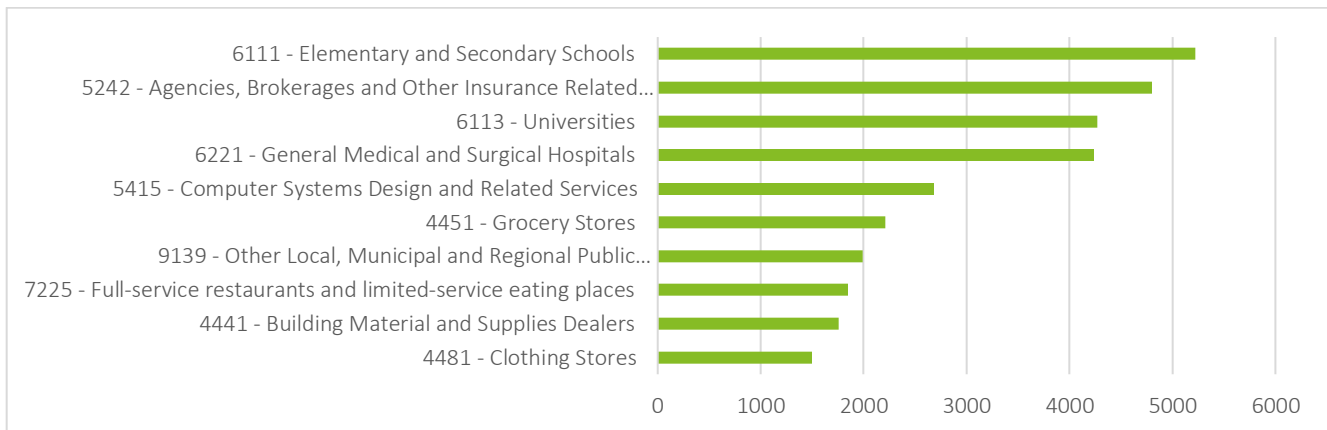 6111 - Elementary and Secondary Schools
5242 - Agencies, Brokerages and Other Insurance Related…
6113 - Universities
6221 - General Medical and Surgical Hospitals
5415 - Computer Systems Design and Related Services
4451 - Grocery Stores
9139 - Other Local, Municipal and Regional Public…
7225 - Full-service restaurants and limited-service eating places
4441 - Building Material and Supplies Dealers
4481 - Clothing Stores
0 1000 2000 3000 4000 5000 6000